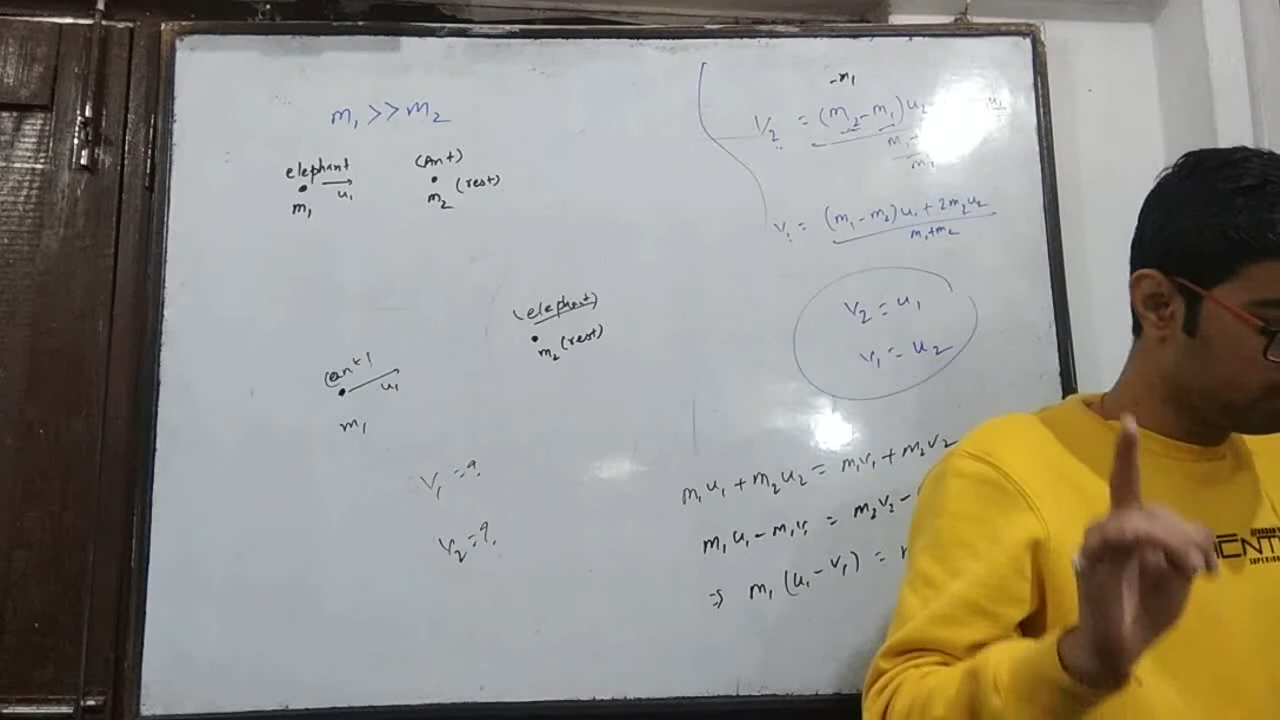 m₁ >> m₂
elephant
u₁
m₁
(Ant)
m₂ (rest)
(elephant)
m₂ (rest)
(ant)
u₁
m₁
v₁ = ?
v₂ = ?
-m₁
v₂ = (m₂-m₁)u₂
v₁ = (m₁-m₂)u₁ + 2m₂u₂
m₁+m₂
v₂ = u₁
v₁ = u₂
m₁u₁ + m₂u₂ = m₁v₁ + m₂v₂
m₁u₁ - m₁v₁ = m₂v₂ -
⇒ m₁(u₁ - v₁) =